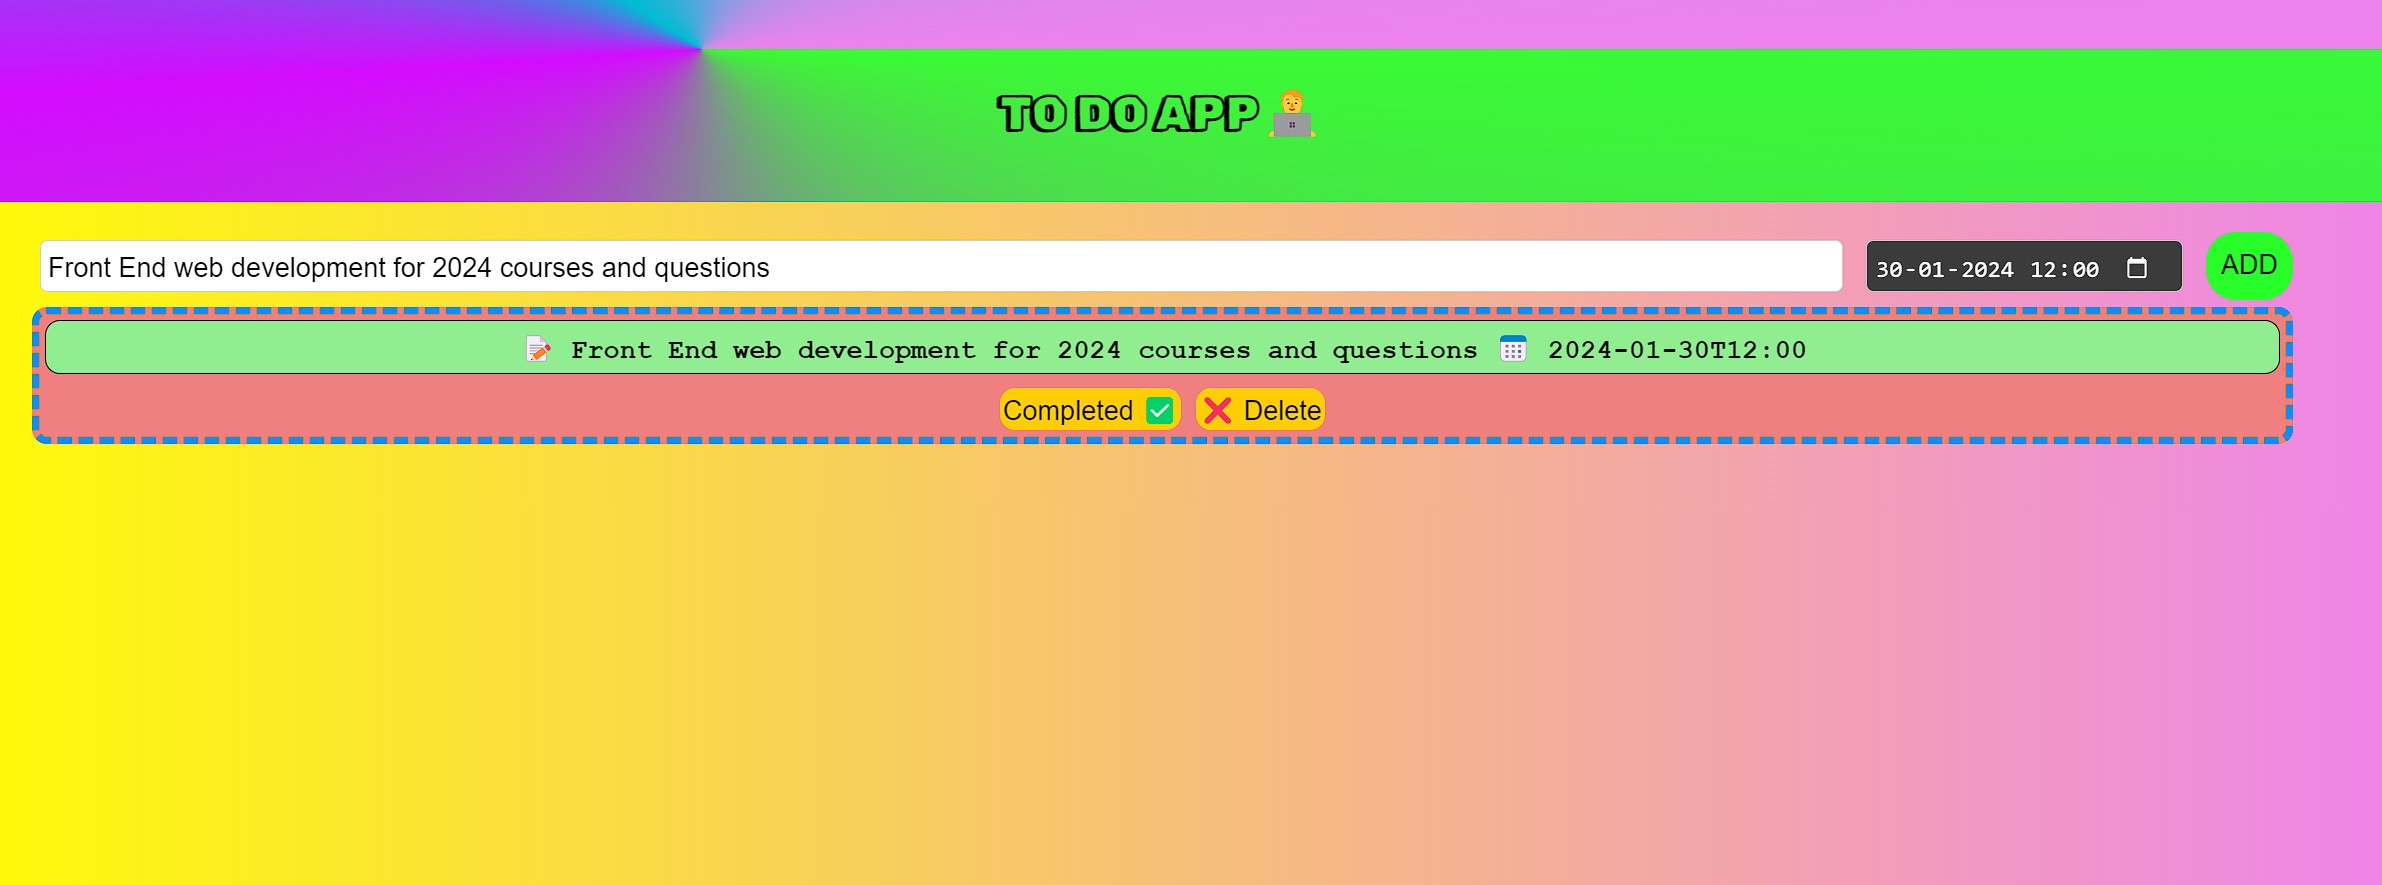 TO DO APP 🧑‍💻
Front End web development for 2024 courses and questions
30-01-2024 12:00
ADD
📝 Front End web development for 2024 courses and questions 📅 2024-01-30T12:00
Completed ✅
❌ Delete